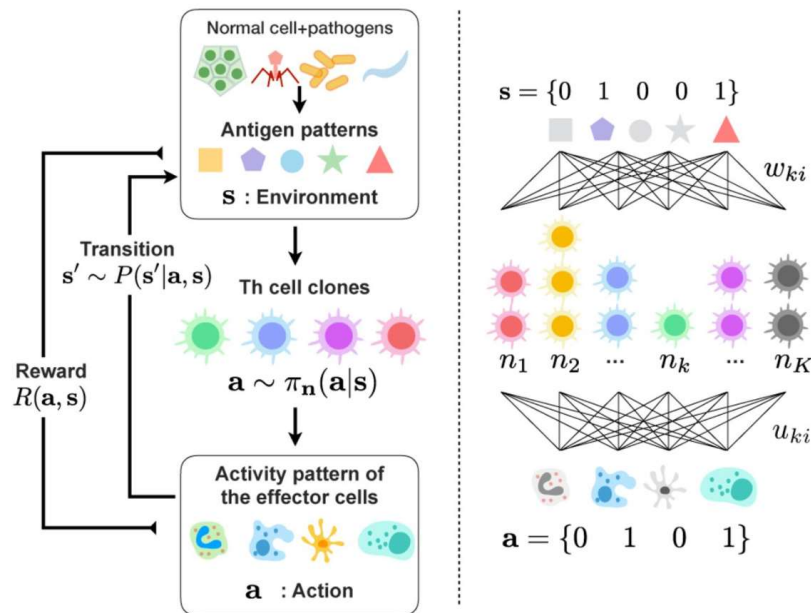 Normal cell+pathogens
Antigen patterns
s : Environment
Transition
s' ~ P(s'|a, s)
Th cell clones
a ~ πn(a|s)
Reward
R(a, s)
Activity pattern of
the effector cells
a : Action
s = {0 1 0 0 1}
wki
n1 n2 ... nk ... nK
uki
a = {0 1 0 1}